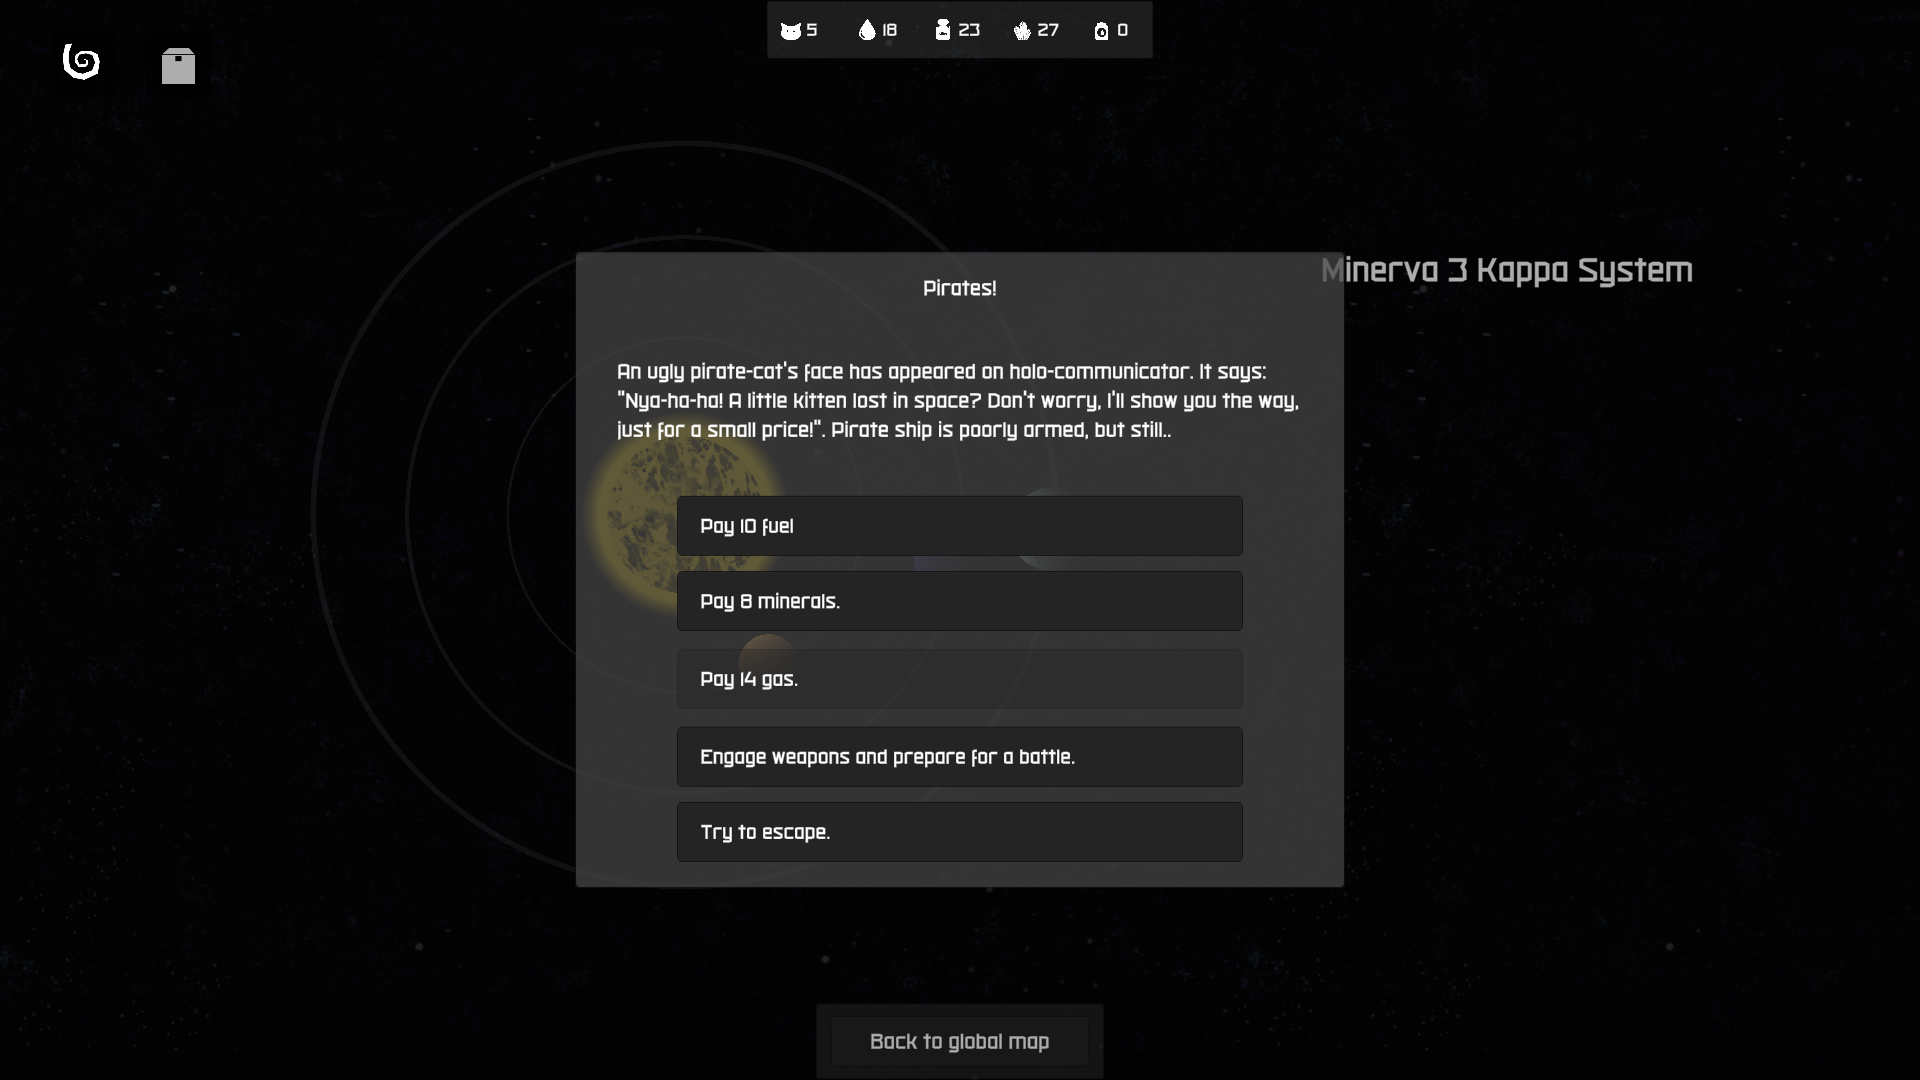 5 18 23 27 0
Minerva 3 Kappa System
Pirates!
An ugly pirate-cat's face has appeared on holo-communicator. It says:
"Nya-ha-ha! A little kitten lost in space? Don't worry, I'll show you the way,
just for a small price!". Pirate ship is poorly armed, but still..
Pay 10 fuel
Pay 8 minerals.
Pay 14 gas.
Engage weapons and prepare for a battle.
Try to escape.
Back to global map